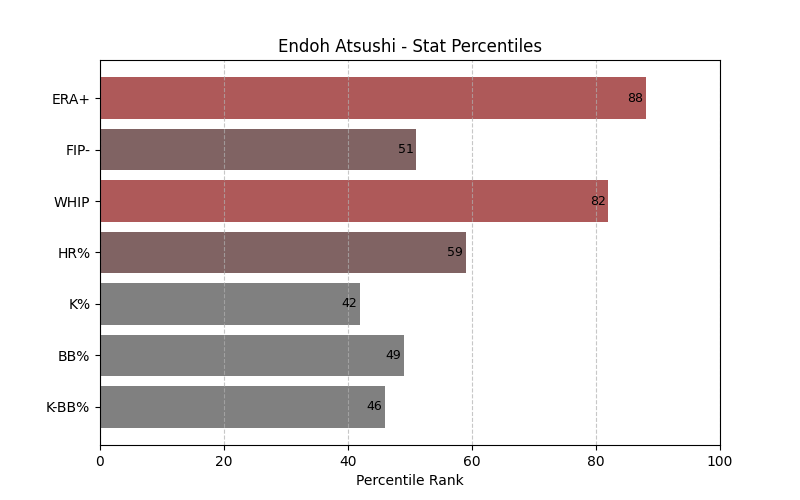 Endoh Atsushi - Stat Percentiles
ERA+ 88
FIP- 51
WHIP 82
HR% 59
K% 42
BB% 49
K-BB% 46
0 20 40 60 80 100
Percentile Rank